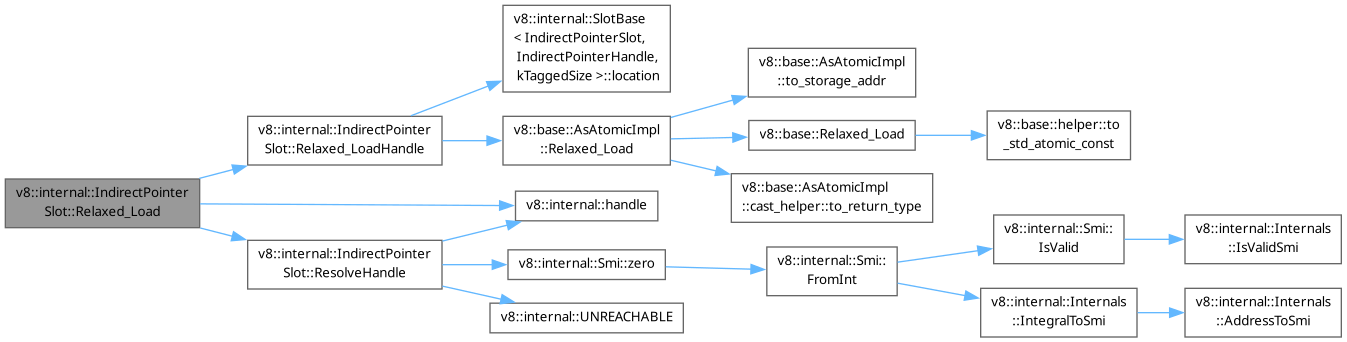 v8::internal::IndirectPointer
Slot::Relaxed_Load
v8::internal::IndirectPointer
Slot::Relaxed_LoadHandle
v8::internal::SlotBase
< IndirectPointerSlot,
IndirectPointerHandle,
kTaggedSize >::location
v8::base::AsAtomicImpl
::Relaxed_Load
v8::base::AsAtomicImpl
::to_storage_addr
v8::base::Relaxed_Load
v8::base::helper::to
_std_atomic_const
v8::base::AsAtomicImpl
::cast_helper::to_return_type
v8::internal::handle
v8::internal::IndirectPointer
Slot::ResolveHandle
v8::internal::Smi::zero
v8::internal::Smi::
FromInt
v8::internal::Smi::
IsValid
v8::internal::Internals
::IsValidSmi
v8::internal::Internals
::IntegralToSmi
v8::internal::Internals
::AddressToSmi
v8::internal::UNREACHABLE